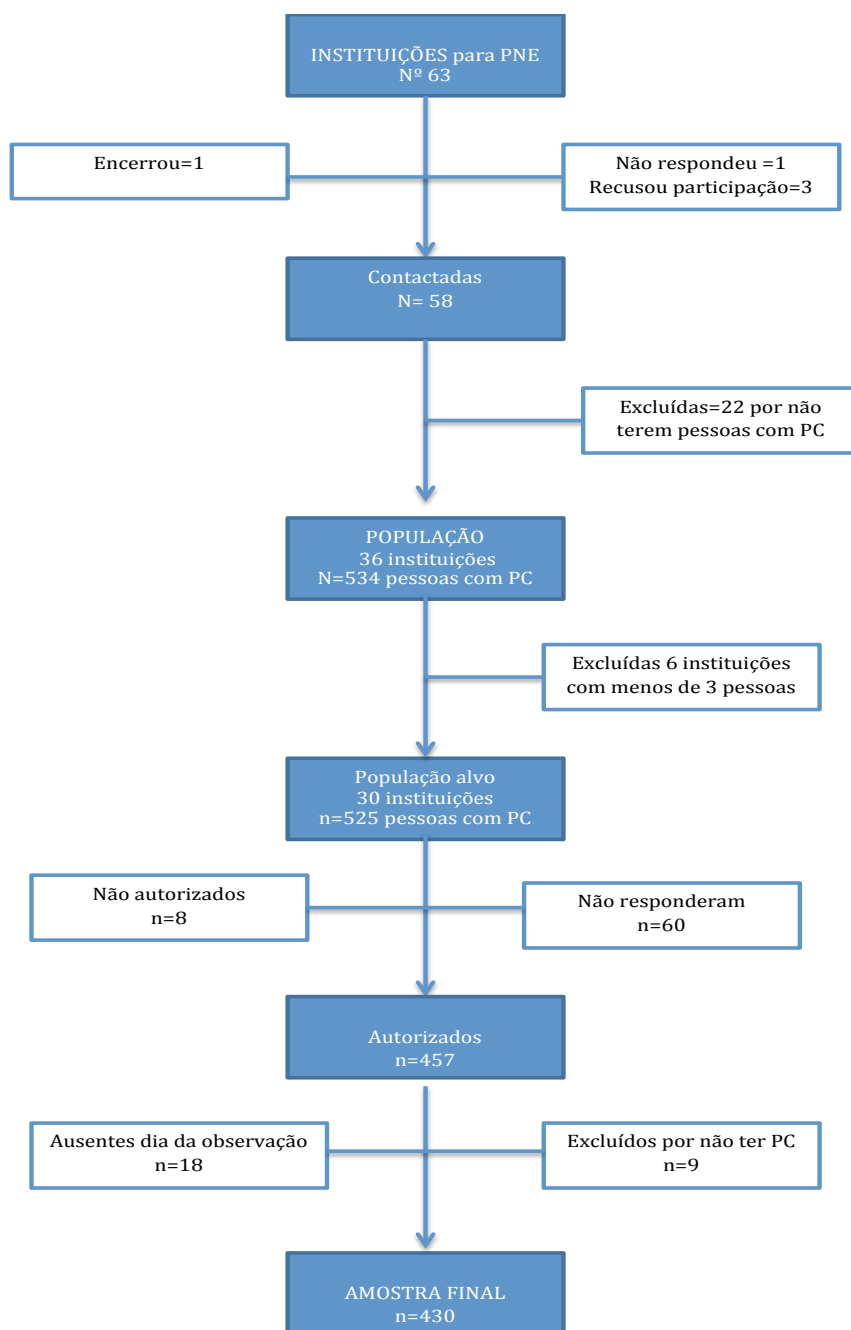 INSTITUIÇÕES para PNE
Nº 63
Encerrou=1
Não respondeu =1
Recusou participação=3
Contactadas
N= 58
Excluídas=22 por não
terem pessoas com PC
POPULAÇÃO
36 instituições
N=534 pessoas com PC
Excluídas 6 instituições
com menos de 3 pessoas
População alvo
30 instituições
n=525 pessoas com PC
Não autorizados
n=8
Não responderam
n=60
Autorizados
n=457
Ausentes dia da observação
n=18
Excluídos por não ter PC
n=9
AMOSTRA FINAL
n=430